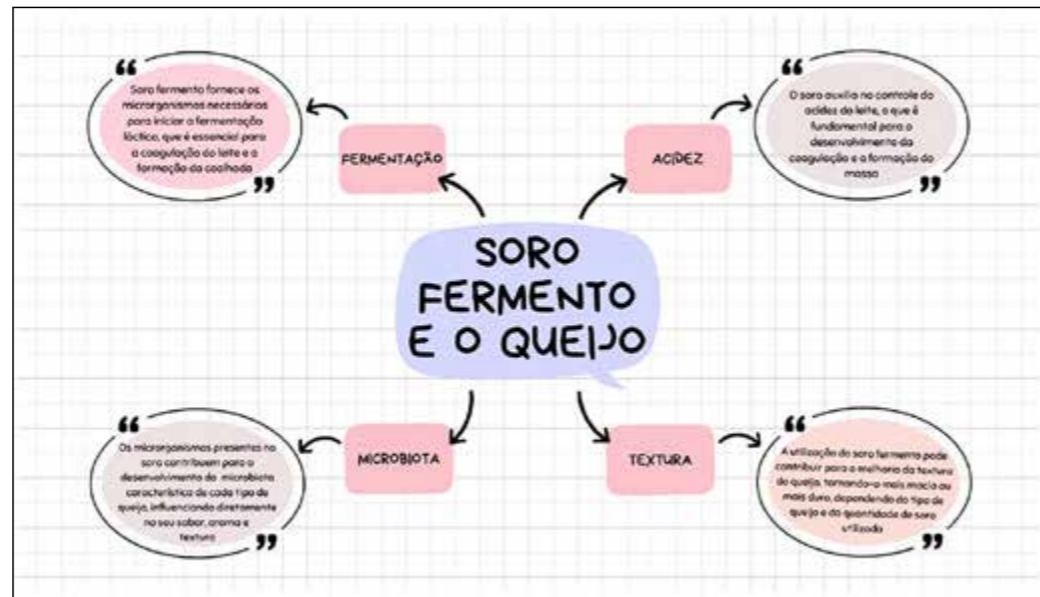 SORO
FERMENTO
E O QUEIJO
FERMENTAÇÃO
Soro fermento fornece os
microrganismos necessários
para iniciar a fermentação
láctica, que é essencial para
a coagulação do leite e a
formação da coalhada
ACIDEZ
O soro auxilia no controle da
acidez do leite, o que é
fundamental para o
desenvolvimento da
coagulação e a formação da
massa
MICROBIOTA
Os microrganismos presentes no
soro contribuem para o
desenvolvimento da microbiota
característica de cada tipo de
queijo, influenciando diretamente
no seu sabor, aroma e
textura
TEXTURA
A utilização do soro fermento pode
contribuir para a melhoria da textura
do queijo, tornando-o mais macio ou
mais duro, dependendo do tipo de
queijo e da quantidade de soro
utilizada